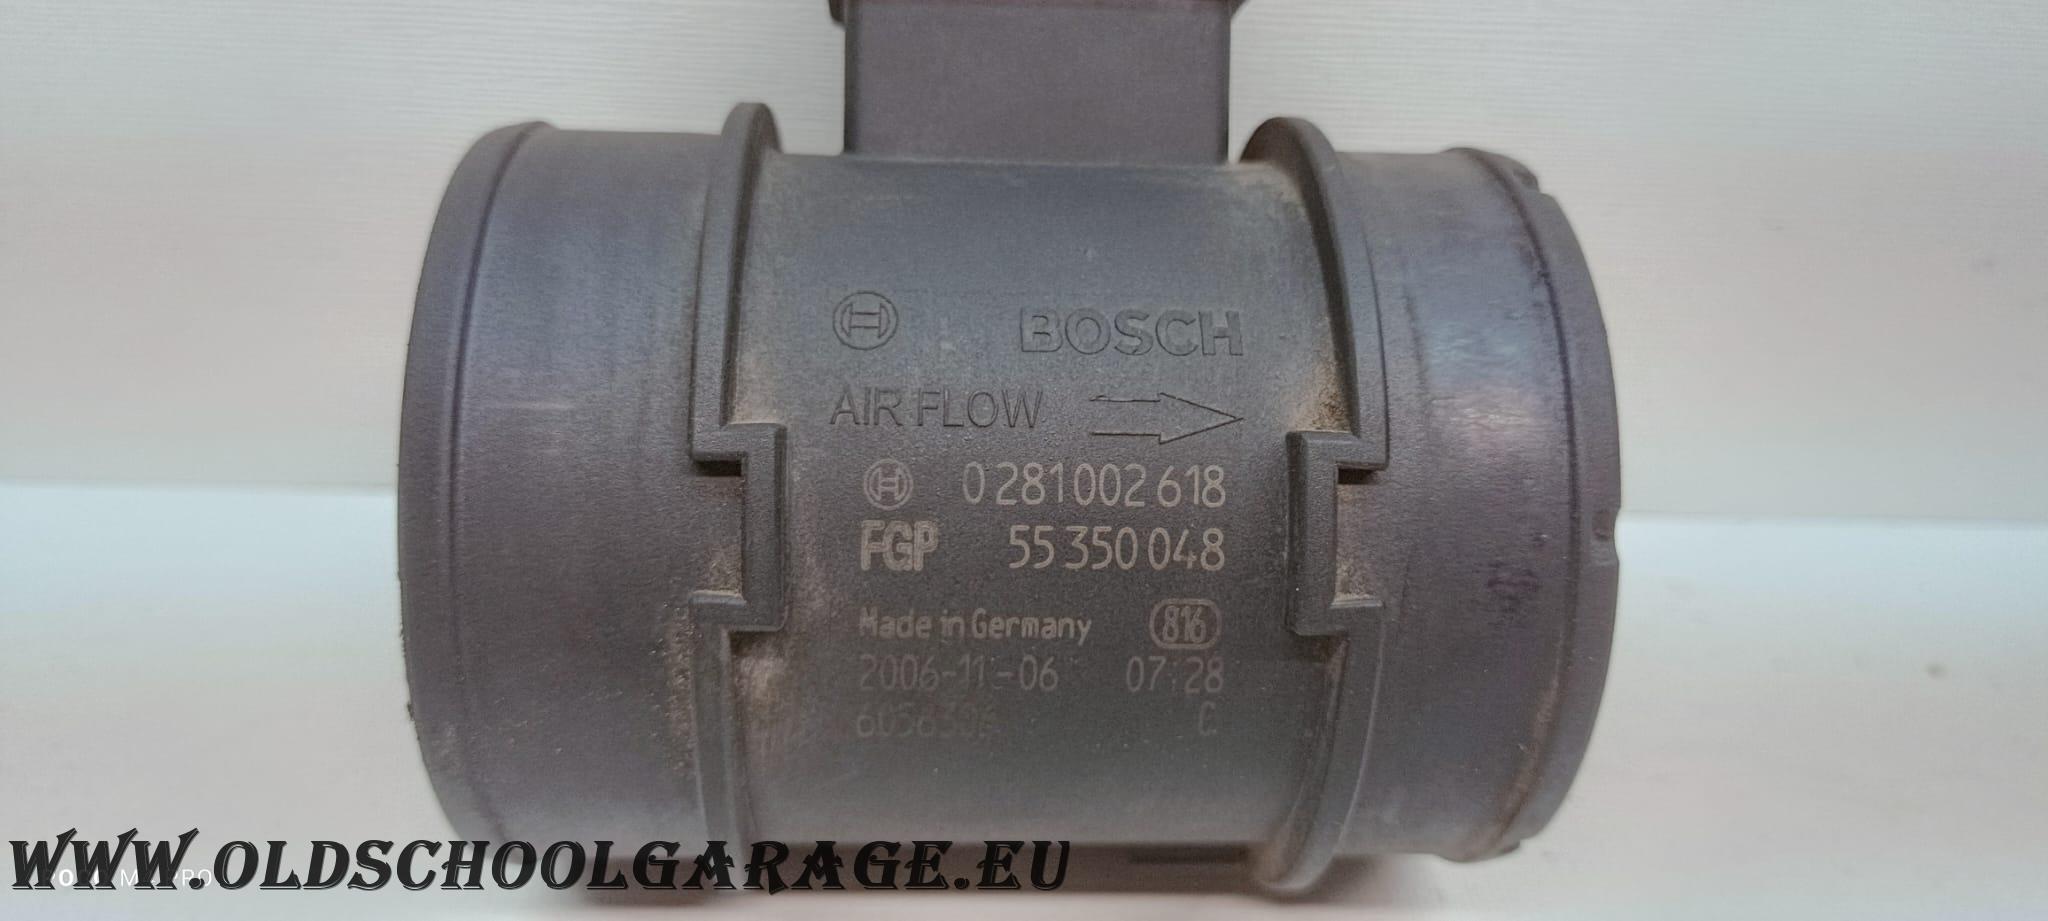 BOSCH
AIR FLOW
0 281 002 618
FGP 55 350 048
Made in Germany 816
2006-11-06 07:28
C
WWW.OLDSCHOOLGARAGE.EU